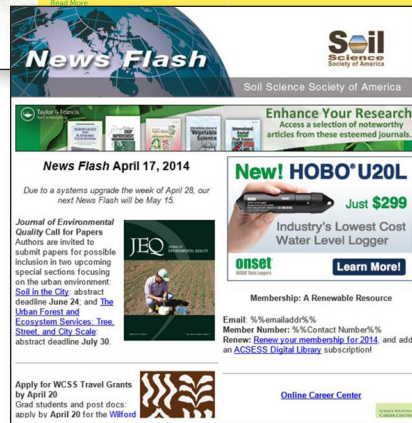 Read More
News Flash
Soil
Science
Society of America
Soil Science Society of America
Taylor & Francis
Vegetable
Science
Enhance Your Research
Access a selection of noteworthy
articles from these esteemed journals.
News Flash April 17, 2014
Due to a systems upgrade the week of April 28, our
next News Flash will be May 15.
Journal of Environmental
Quality Call for Papers
Authors are invited to
submit papers for possible
inclusion in two upcoming
special sections focusing
on the urban environment:
Soil in the City: abstract
deadline June 24; and The
Urban Forest and
Ecosystem Services: Tree,
Street, and City Scale:
abstract deadline July 30.
JEQ
Apply for WCSS Travel Grants
by April 20
Grad students and post docs:
apply by April 20 for the Wilford
New! HOBO® U20L
Just $299
Industry's Lowest Cost
Water Level Logger
onset
HOBO Data Loggers
Learn More!
Membership: A Renewable Resource
Email: %%emailaddr%%
Member Number: %%Contact Number%%
Renew: Renew your membership for 2014, and add
an ACSESS Digital Library subscription!
Online Career Center